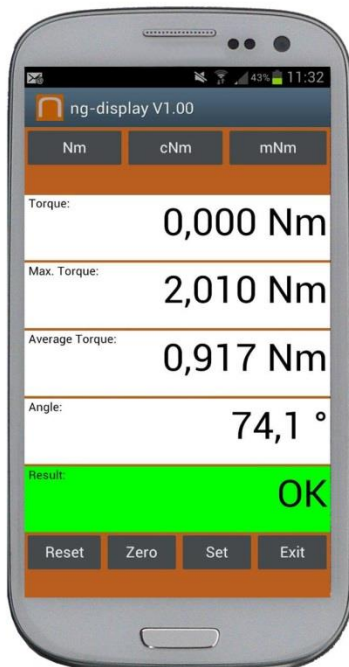 43% 11:32
ng-display V1.00
Nm cNm mNm
Torque:
0,000 Nm
Max. Torque:
2,010 Nm
Average Torque:
0,917 Nm
Angle:
74,1 °
Result:
OK
Reset Zero Set Exit